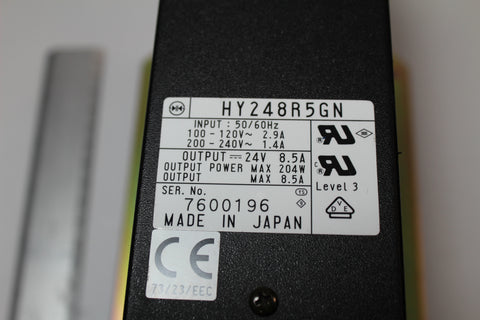 HY248R5GN
INPUT : 50/60Hz
100 - 120V~ 2.9A
200 - 240V~ 1.4A
OUTPUT ⎓ 24V 8.5A
OUTPUT POWER MAX 204W
OUTPUT MAX 8.5A
Level 3
SER. No.
7600196
MADE IN JAPAN
VDE
CE
73/23/EEC